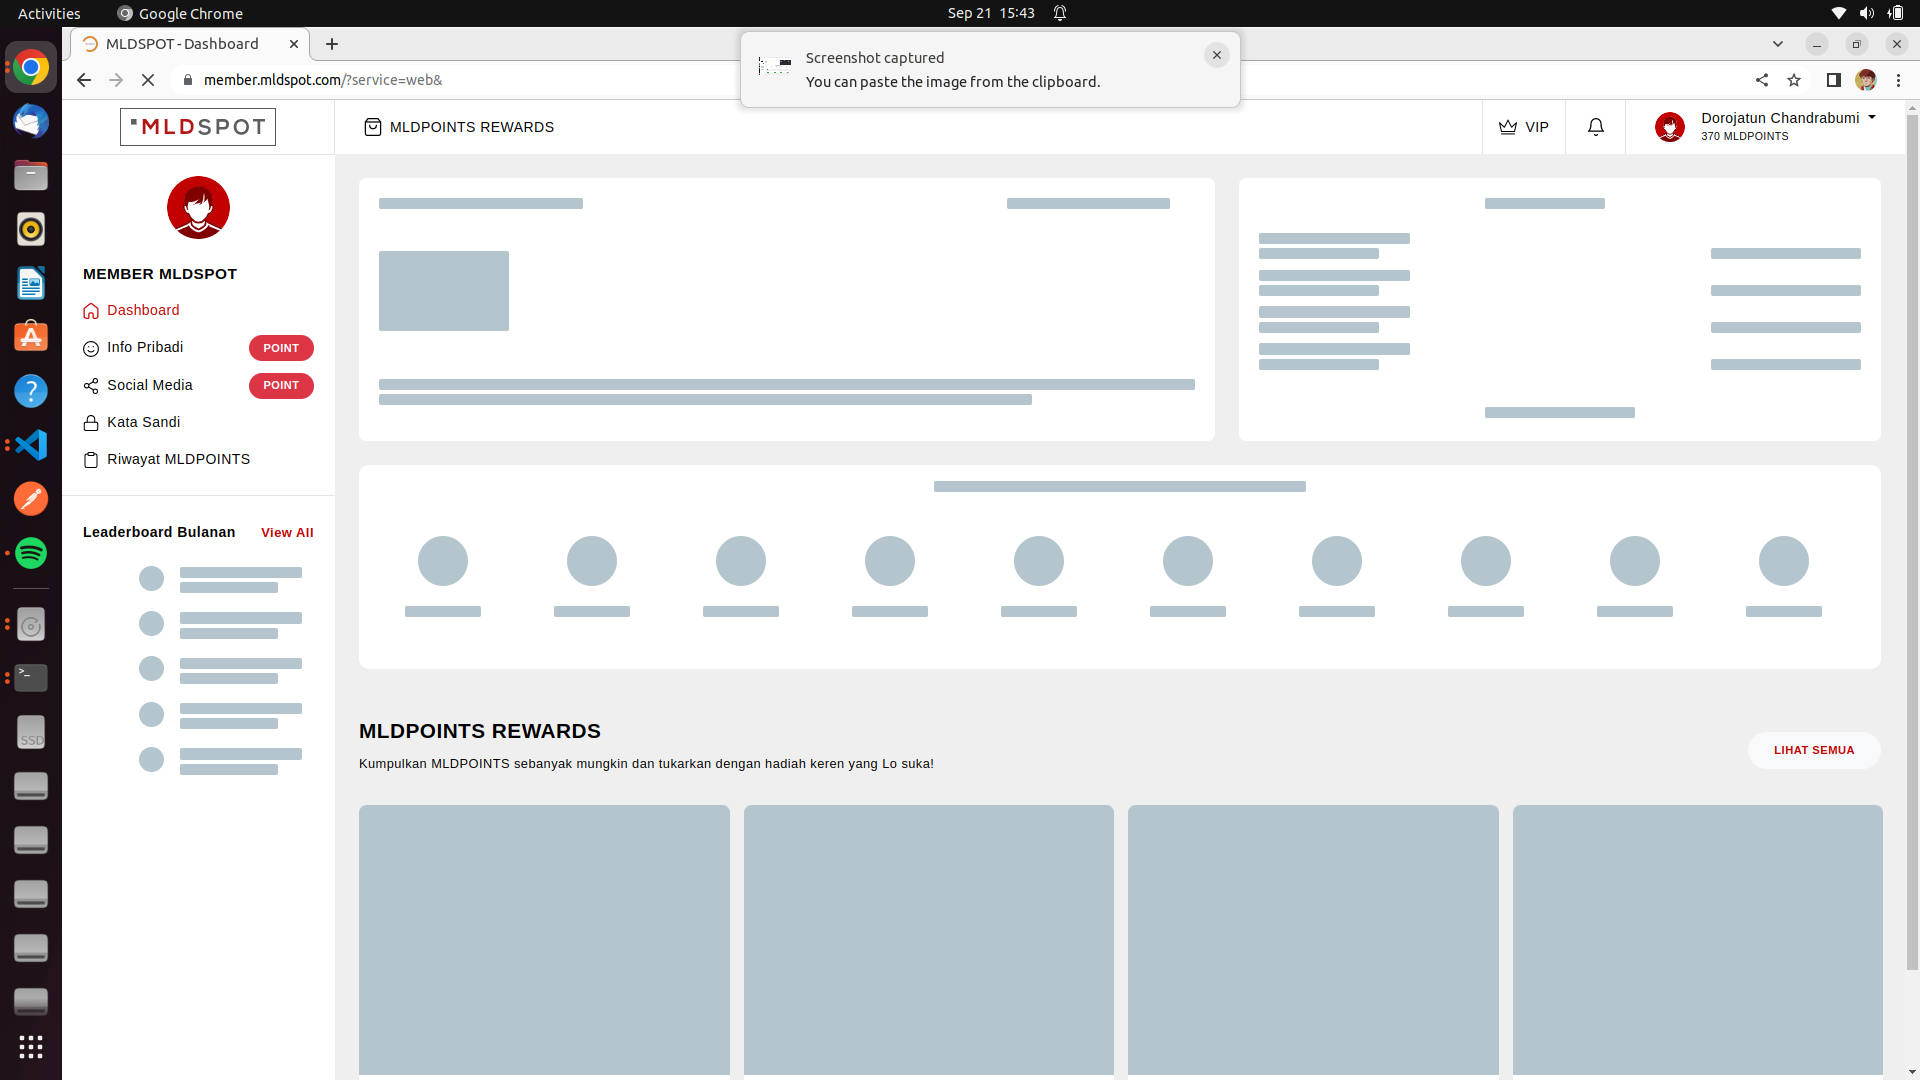 Activities
Google Chrome
Sep 21 15:43
MLDSPOT - Dashboard
Screenshot captured
You can paste the image from the clipboard.
member.mldspot.com/?service=web&
MLDSPOT
MLDPOINTS REWARDS
VIP
Dorojatun Chandrabumi
370 MLDPOINTS
MEMBER MLDSPOT
Dashboard
Info Pribadi
POINT
Social Media
POINT
Kata Sandi
Riwayat MLDPOINTS
Leaderboard Bulanan
View All
SSD
MLDPOINTS REWARDS
Kumpulkan MLDPOINTS sebanyak mungkin dan tukarkan dengan hadiah keren yang Lo suka!
LIHAT SEMUA